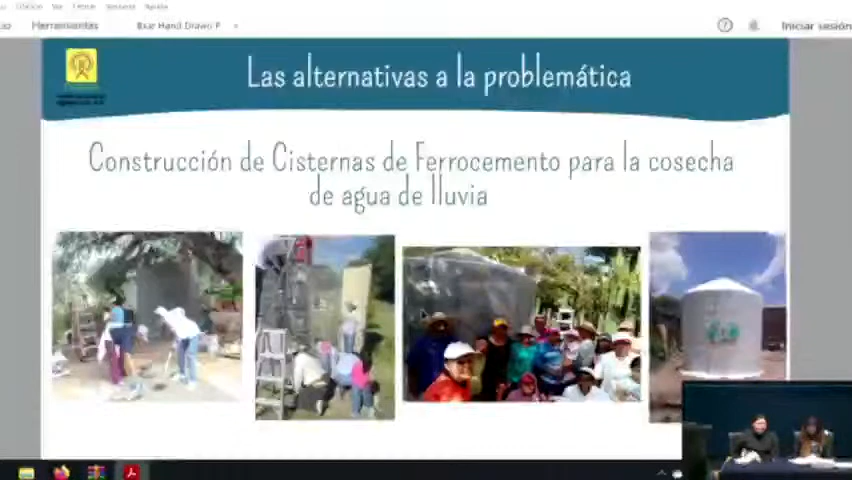 Herramientas
Bxar Hand Drawn P
Iniciar sesión
Las alternativas a la problemática
Construcción de Cisternas de Ferrocemento para la cosecha
de agua de lluvia